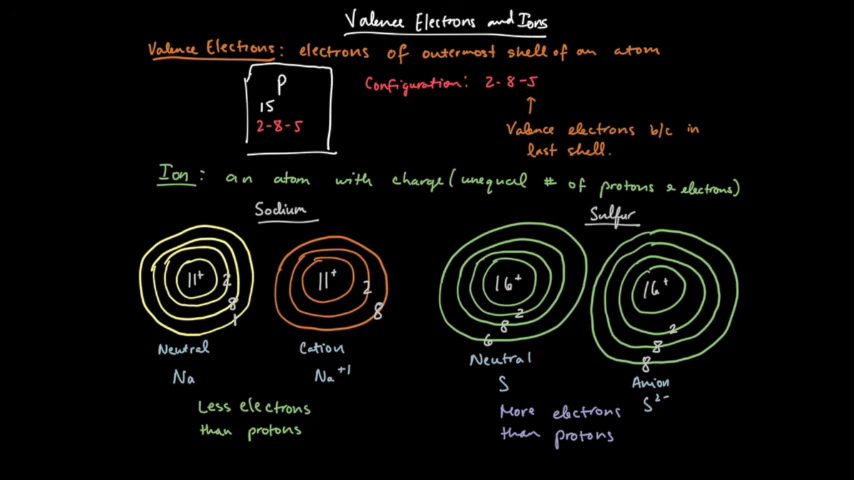 Valence Electrons and Ions
Valence Electrons: electrons of outermost shell of an atom
P
15
2-8-5
Configuration: 2-8-5
↑
Valence electrons b/c in
last shell.
Ion: an atom with charge (unequal # of protons & electrons)
Sodium
11+
2
8
1
Neutral
Na
11+
2
8
Cation
Na+1
Less electrons
than protons
Sulfur
16+
2
8
6
Neutral
S
16+
2
8
8
Anion
S2-
More electrons
than protons